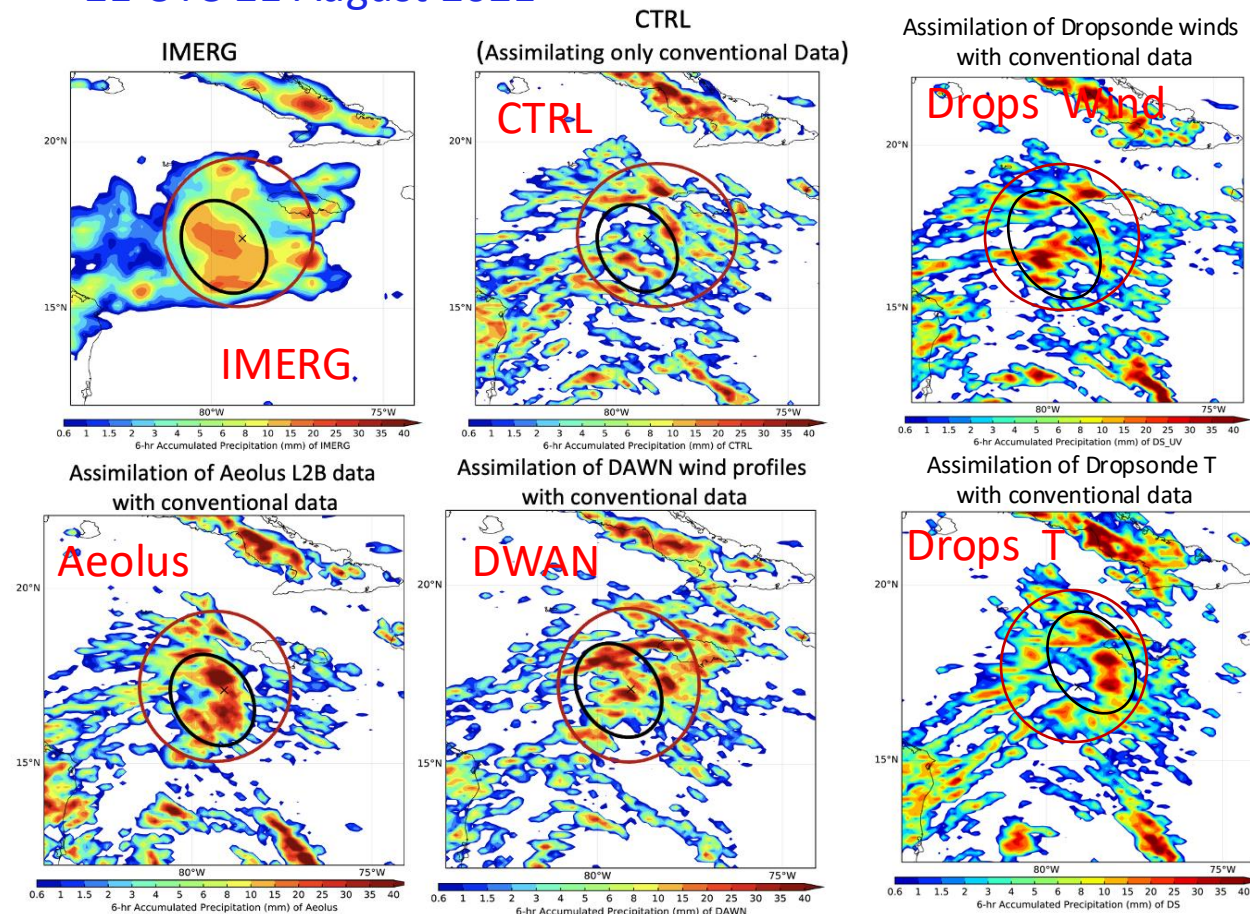 IMERG
CTRL
(Assimilating only conventional Data)
Assimilation of Dropsonde winds
with conventional data
CTRL
Drops Wind
20°N
20°N
20°N
15°N
15°N
15°N
IMERG
80°W
75°W
80°W
75°W
80°W
75°W
0.6 1 1.5 2 3 4 5 6 8 10 15 20 25 30 35 40
6-hr Accumulated Precipitation (mm) of IMERG
0.6 1 1.5 2 3 4 5 6 8 10 15 20 25 30 35 40
6-hr Accumulated Precipitation (mm) of CTRL
0.6 1 1.5 2 3 4 5 6 8 10 15 20 25 30 35 40
6-hr Accumulated Precipitation (mm) of DS_UV
Assimilation of Aeolus L2B data
with conventional data
Assimilation of DAWN wind profiles
with conventional data
Assimilation of Dropsonde T
with conventional data
Aeolus
DWAN
Drops T
20°N
20°N
20°N
15°N
15°N
15°N
80°W
75°W
80°W
75°W
80°W
75°W
0.6 1 1.5 2 3 4 5 6 8 10 15 20 25 30 35 40
6-hr Accumulated Precipitation (mm) of Aeolus
0.6 1 1.5 2 3 4 5 6 8 10 15 20 25 30 35 40
6-hr Accumulated Precipitation (mm) of DAWN
0.6 1 1.5 2 3 4 5 6 8 10 15 20 25 30 35 40
6-hr Accumulated Precipitation (mm) of DS